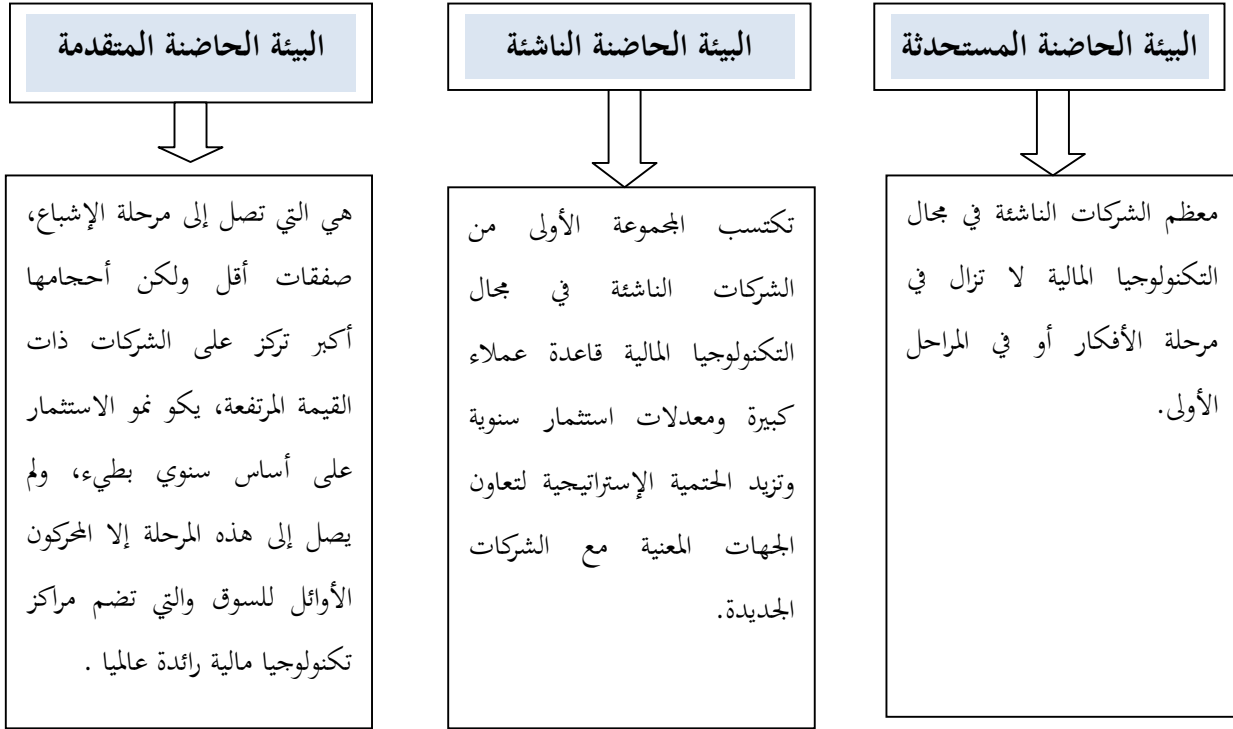 البيئة الحاضنة المستحدثة
معظم الشركات الناشئة في مجال
التكنولوجيا المالية لا تزال في
مرحلة الأفكار أو في المراحل
الأولى.
البيئة الحاضنة الناشئة
تكتسب المجموعة الأولى من
الشركات الناشئة في مجال
التكنولوجيا المالية قاعدة عملاء
كبيرة ومعدلات استثمار سنوية
وتزيد الحتمية الإستراتيجية لتعاون
الجهات المعنية مع الشركات
الجديدة.
البيئة الحاضنة المتقدمة
هي التي تصل إلى مرحلة الإشباع،
صفقات أقل ولكن أحجامها
أكبر تركز على الشركات ذات
القيمة المرتفعة، يكو نمو الاستثمار
على أساس سنوي بطيء، ولم
يصل إلى هذه المرحلة إلا المحركون
الأوائل للسوق والتي تضم مراكز
تكنولوجيا مالية رائدة عالميا .